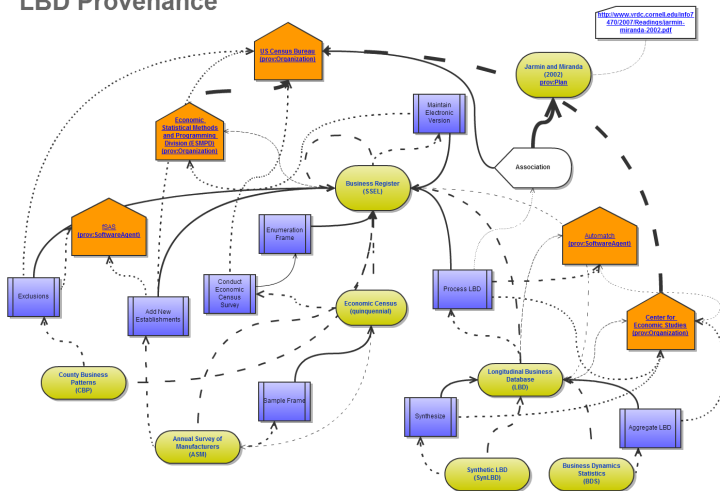 LBD Provenance
http://www.vrdc.cornell.edu/info7
470/2007/Readings/jarmin-
miranda-2002.pdf
US Census Bureau
(prov:Organization)
Jarmin and Miranda
(2002)
prov:Plan
Maintain
Electronic
Version
Economic
Statistical Methods
and Programming
Division (ESMPD)
(prov:Organization)
Association
Business Register
(SSEL)
fSAS
(prov:SoftwareAgent)
Enumeration
Frame
Automatch
(prov:SoftwareAgent)
Exclusions
Conduct
Economic
Census
Survey
Process LBD
Add New
Establishments
Economic Census
(quinquennial)
Center for
Economic Studies
(prov:Organization)
County Business
Patterns
(CBP)
Longitudinal Business
Database
(LBD)
Sample Frame
Synthesize
Aggregate LBD
Annual Survey of
Manufacturers
(ASM)
Synthetic LBD
(SynLBD)
Business Dynamics
Statistics
(BDS)